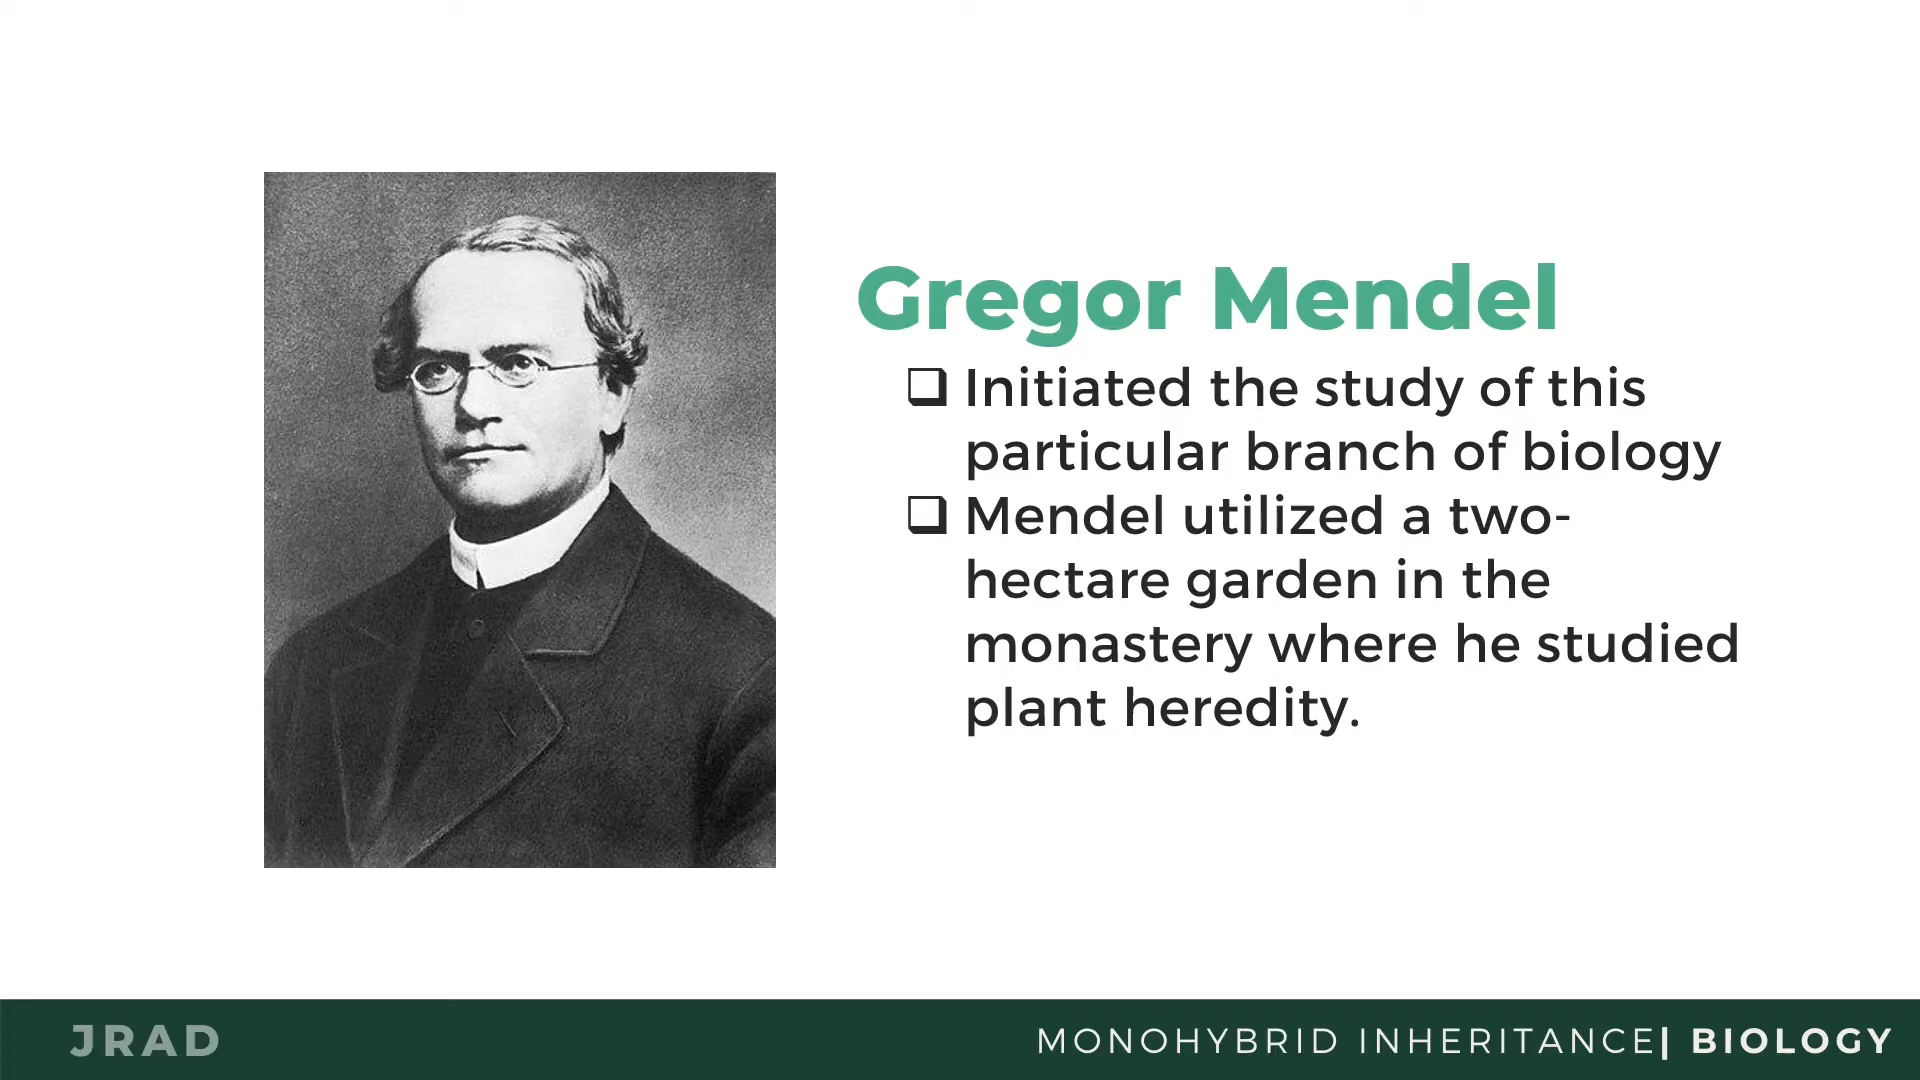 Gregor Mendel
❑ Initiated the study of this
particular branch of biology
❑ Mendel utilized a two-
hectare garden in the
monastery where he studied
plant heredity.
JRAD
MONOHYBRID INHERITANCE| BIOLOGY